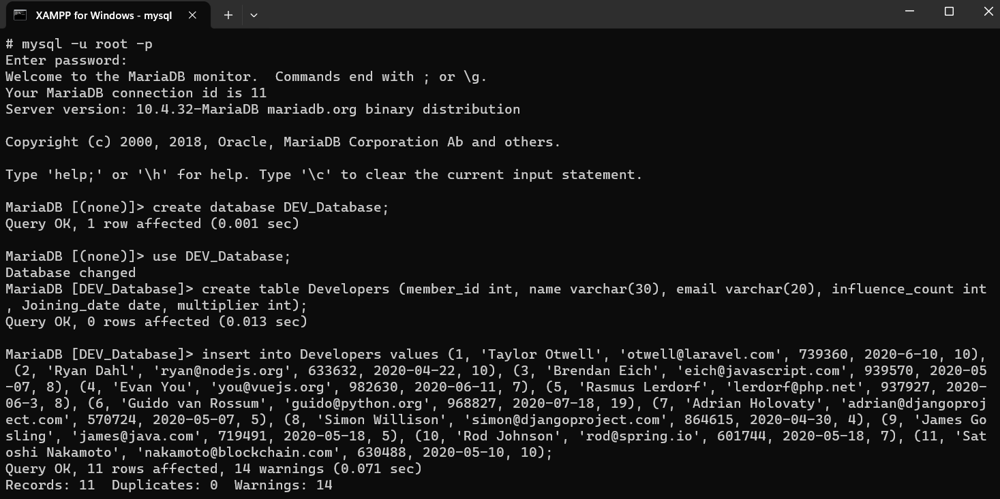 XAMPP for Windows - mysql
# mysql -u root -p
Enter password:
Welcome to the MariaDB monitor.  Commands end with ; or \g.
Your MariaDB connection id is 11
Server version: 10.4.32-MariaDB mariadb.org binary distribution
Copyright (c) 2000, 2018, Oracle, MariaDB Corporation Ab and others.
Type 'help;' or '\h' for help. Type '\c' to clear the current input statement.
MariaDB [(none)]> create database DEV_Database;
Query OK, 1 row affected (0.001 sec)
MariaDB [(none)]> use DEV_Database;
Database changed
MariaDB [DEV_Database]> create table Developers (member_id int, name varchar(30), email varchar(20), influence_count int
, Joining_date date, multiplier int);
Query OK, 0 rows affected (0.013 sec)
MariaDB [DEV_Database]> insert into Developers values (1, 'Taylor Otwell', 'otwell@laravel.com', 739360, 2020-6-10, 10),
 (2, 'Ryan Dahl', 'ryan@nodejs.org', 633632, 2020-04-22, 10), (3, 'Brendan Eich', 'eich@javascript.com', 939570, 2020-05
-07, 8), (4, 'Evan You', 'you@vuejs.org', 982630, 2020-06-11, 7), (5, 'Rasmus Lerdorf', 'lerdorf@php.net', 937927, 2020-
06-3, 8), (6, 'Guido van Rossum', 'guido@python.org', 968827, 2020-07-18, 19), (7, 'Adrian Holovaty', 'adrian@djangoproj
ect.com', 570724, 2020-05-07, 5), (8, 'Simon Willison', 'simon@djangoproject.com', 864615, 2020-04-30, 4), (9, 'James Go
sling', 'james@java.com', 719491, 2020-05-18, 5), (10, 'Rod Johnson', 'rod@spring.io', 601744, 2020-05-18, 7), (11, 'Sat
oshi Nakamoto', 'nakamoto@blockchain.com', 630488, 2020-05-10, 10);
Query OK, 11 rows affected, 14 warnings (0.071 sec)
Records: 11  Duplicates: 0  Warnings: 14